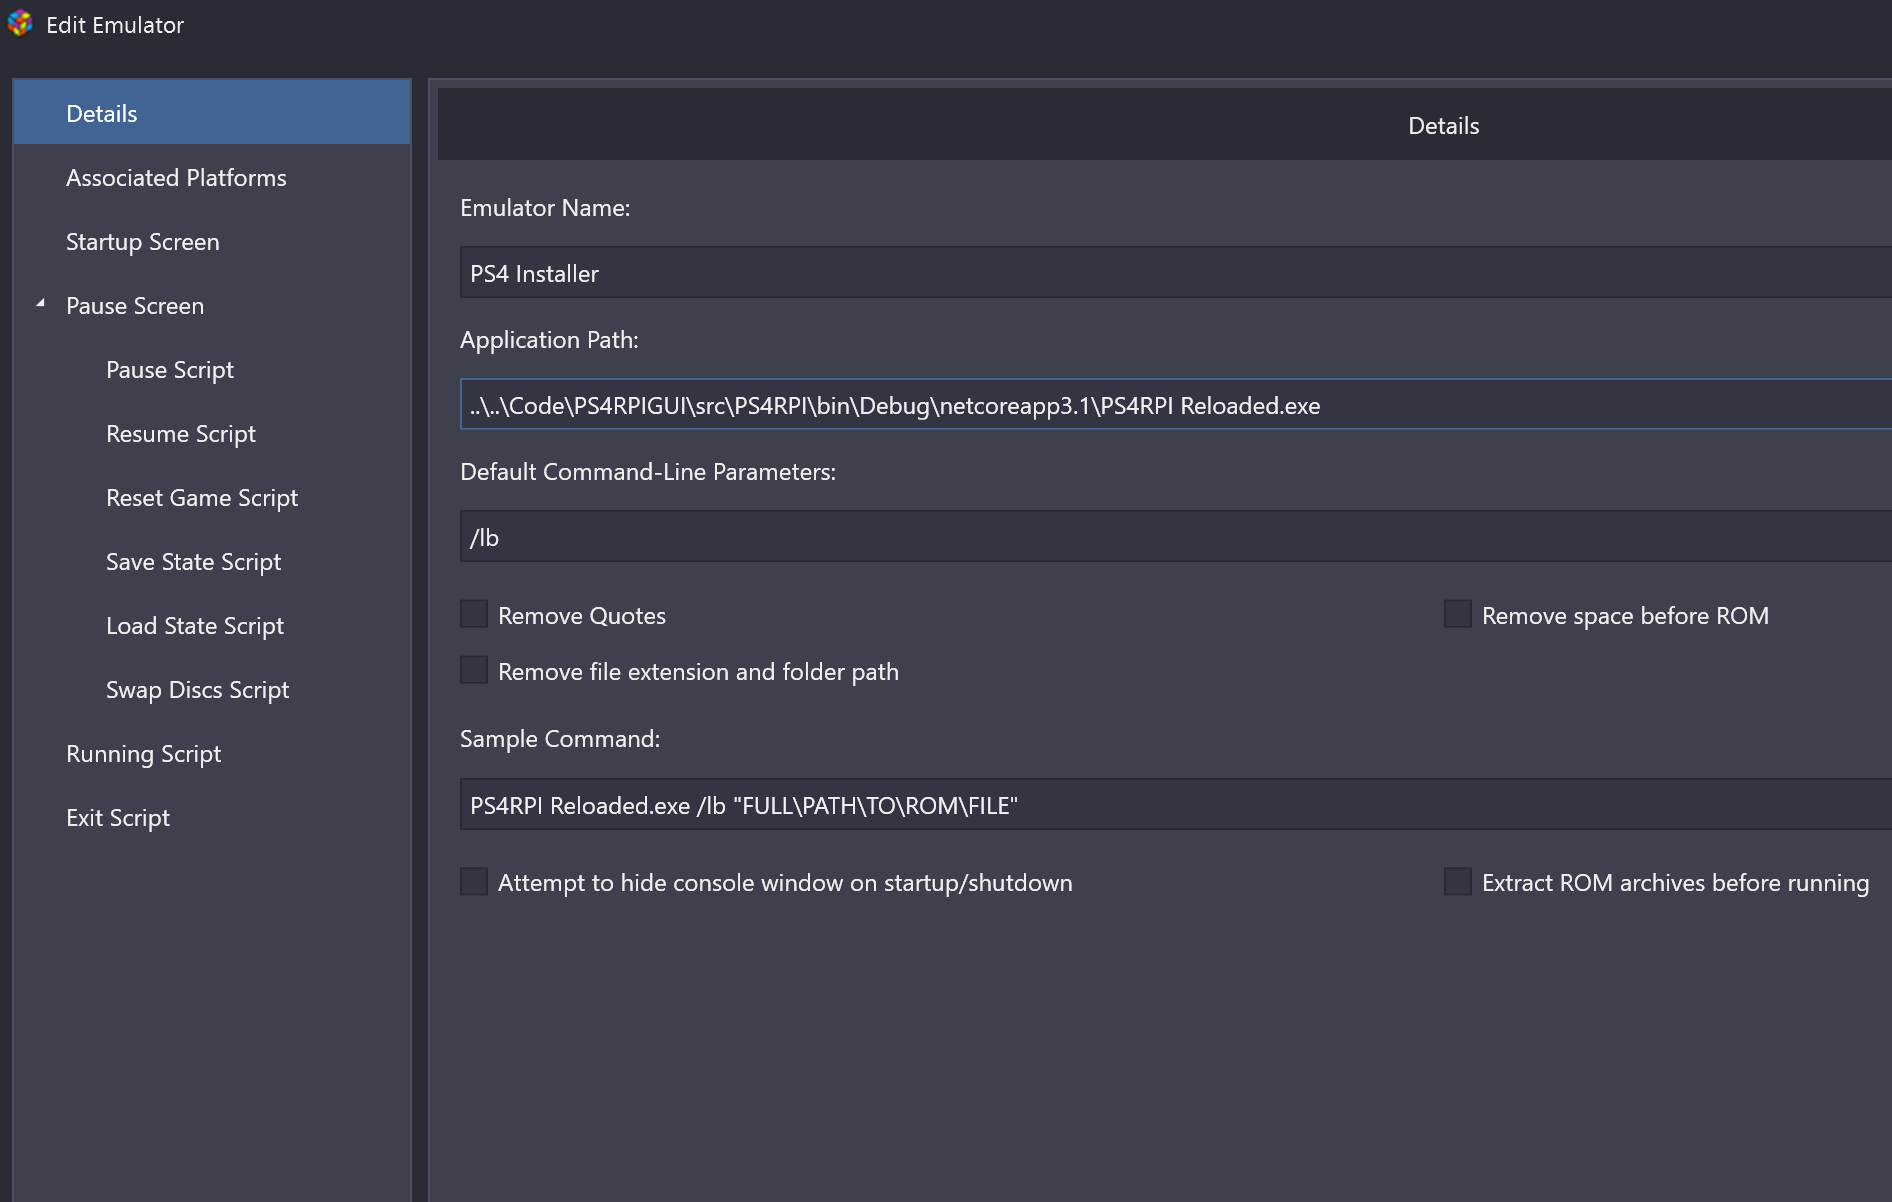 Edit Emulator
Details
Associated Platforms
Startup Screen
Pause Screen
Pause Script
Resume Script
Reset Game Script
Save State Script
Load State Script
Swap Discs Script
Running Script
Exit Script
Details
Emulator Name:
PS4 Installer
Application Path:
..\..\Code\PS4RPIGUI\src\PS4RPI\bin\Debug\netcoreapp3.1\PS4RPI Reloaded.exe
Default Command-Line Parameters:
/lb
Remove Quotes
Remove space before ROM
Remove file extension and folder path
Sample Command:
PS4RPI Reloaded.exe /lb "FULL\PATH\TO\ROM\FILE"
Attempt to hide console window on startup/shutdown
Extract ROM archives before running